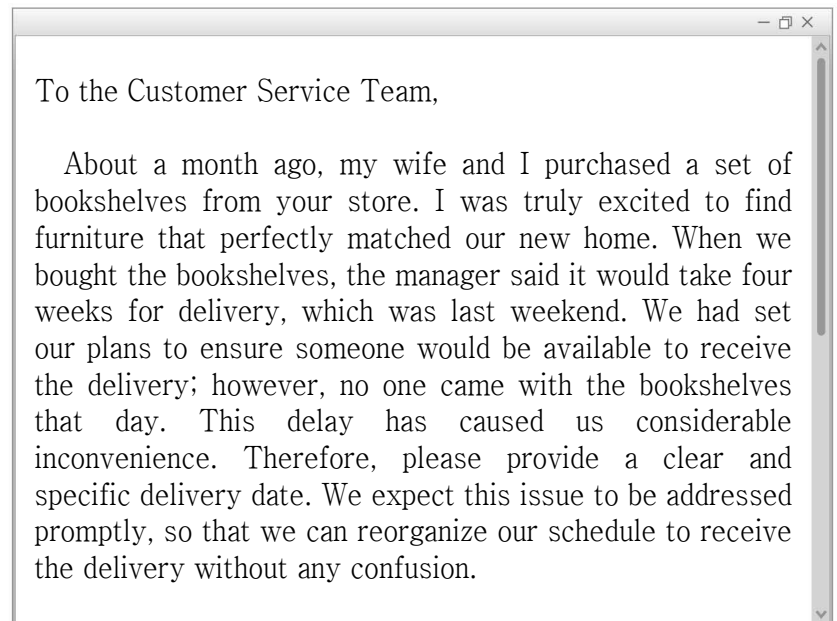 To the Customer Service Team,
About a month ago, my wife and I purchased a set of
bookshelves from your store. I was truly excited to find
furniture that perfectly matched our new home. When we
bought the bookshelves, the manager said it would take four
weeks for delivery, which was last weekend. We had set
our plans to ensure someone would be available to receive
the delivery; however, no one came with the bookshelves
that day. This delay has caused us considerable
inconvenience. Therefore, please provide a clear and
specific delivery date. We expect this issue to be addressed
promptly, so that we can reorganize our schedule to receive
the delivery without any confusion.